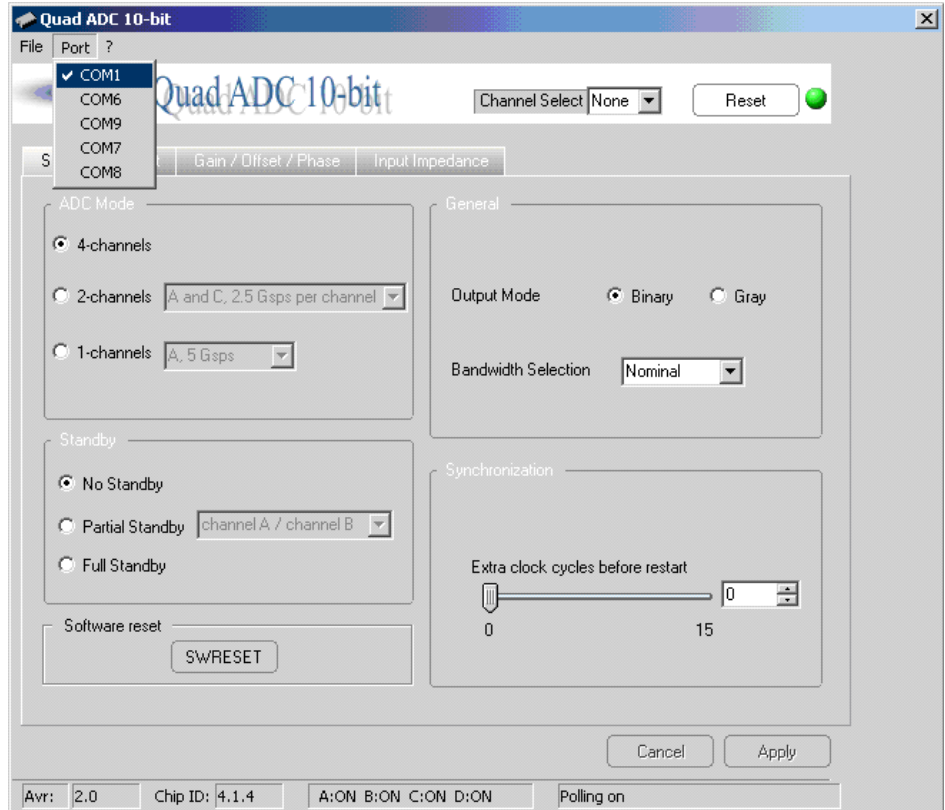 Quad ADC 10-bit
File Port ?
COM1
COM6
COM9
COM7
COM8
Quad ADC 10-bit
Channel Select None
Reset
S
t
Gain / Offset / Phase
Input Impedance
ADC Mode
4-channels
2-channels A and C, 2.5 Gsps per channel
1-channels A, 5 Gsps
General
Output Mode Binary Gray
Bandwidth Selection Nominal
Standby
No Standby
Partial Standby channel A / channel B
Full Standby
Synchronization
Extra clock cycles before restart
0
0 15
Software reset
SWRESET
Cancel Apply
Avr: 2.0 Chip ID: 4.1.4 A:ON B:ON C:ON D:ON Polling on